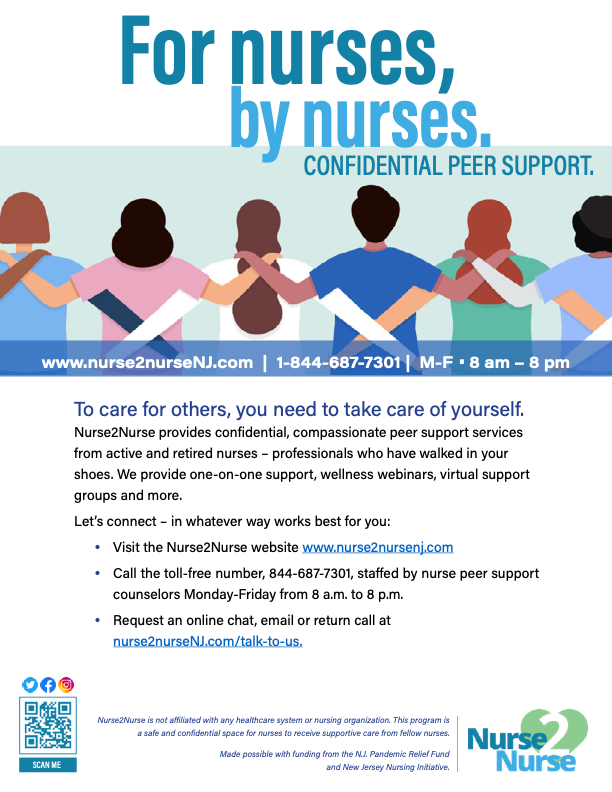 For nurses,
by nurses.
CONFIDENTIAL PEER SUPPORT.
www.nurse2nurseNJ.com | 1-844-687-7301 | M-F • 8 am – 8 pm
To care for others, you need to take care of yourself.
Nurse2Nurse provides confidential, compassionate peer support services
from active and retired nurses – professionals who have walked in your
shoes. We provide one-on-one support, wellness webinars, virtual support
groups and more.
Let’s connect – in whatever way works best for you:
• Visit the Nurse2Nurse website www.nurse2nursenj.com
• Call the toll-free number, 844-687-7301, staffed by nurse peer support
counselors Monday-Friday from 8 a.m. to 8 p.m.
• Request an online chat, email or return call at
nurse2nurseNJ.com/talk-to-us.
SCAN ME
Nurse2Nurse is not affiliated with any healthcare system or nursing organization. This program is
a safe and confidential space for nurses to receive supportive care from fellow nurses.
Made possible with funding from the N.J. Pandemic Relief Fund
and New Jersey Nursing Initiative.
Nurse 2
Nurse